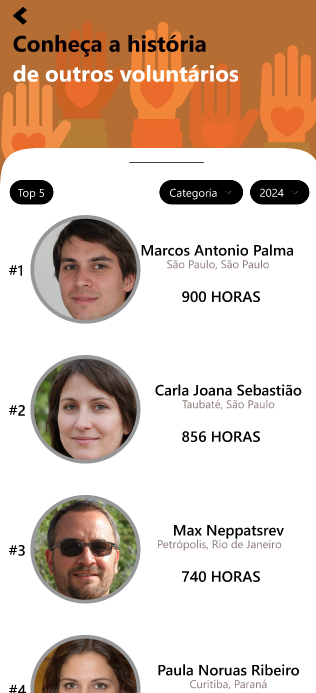 Conheça a história
de outros voluntários
Top 5
Categoria
2024
#1
Marcos Antonio Palma
São Paulo, São Paulo
900 HORAS
#2
Carla Joana Sebastião
Taubaté, São Paulo
856 HORAS
#3
Max Neppatsrev
Petrópolis, Rio de Janeiro
740 HORAS
#4
Paula Noruas Ribeiro
Curitiba, Paraná